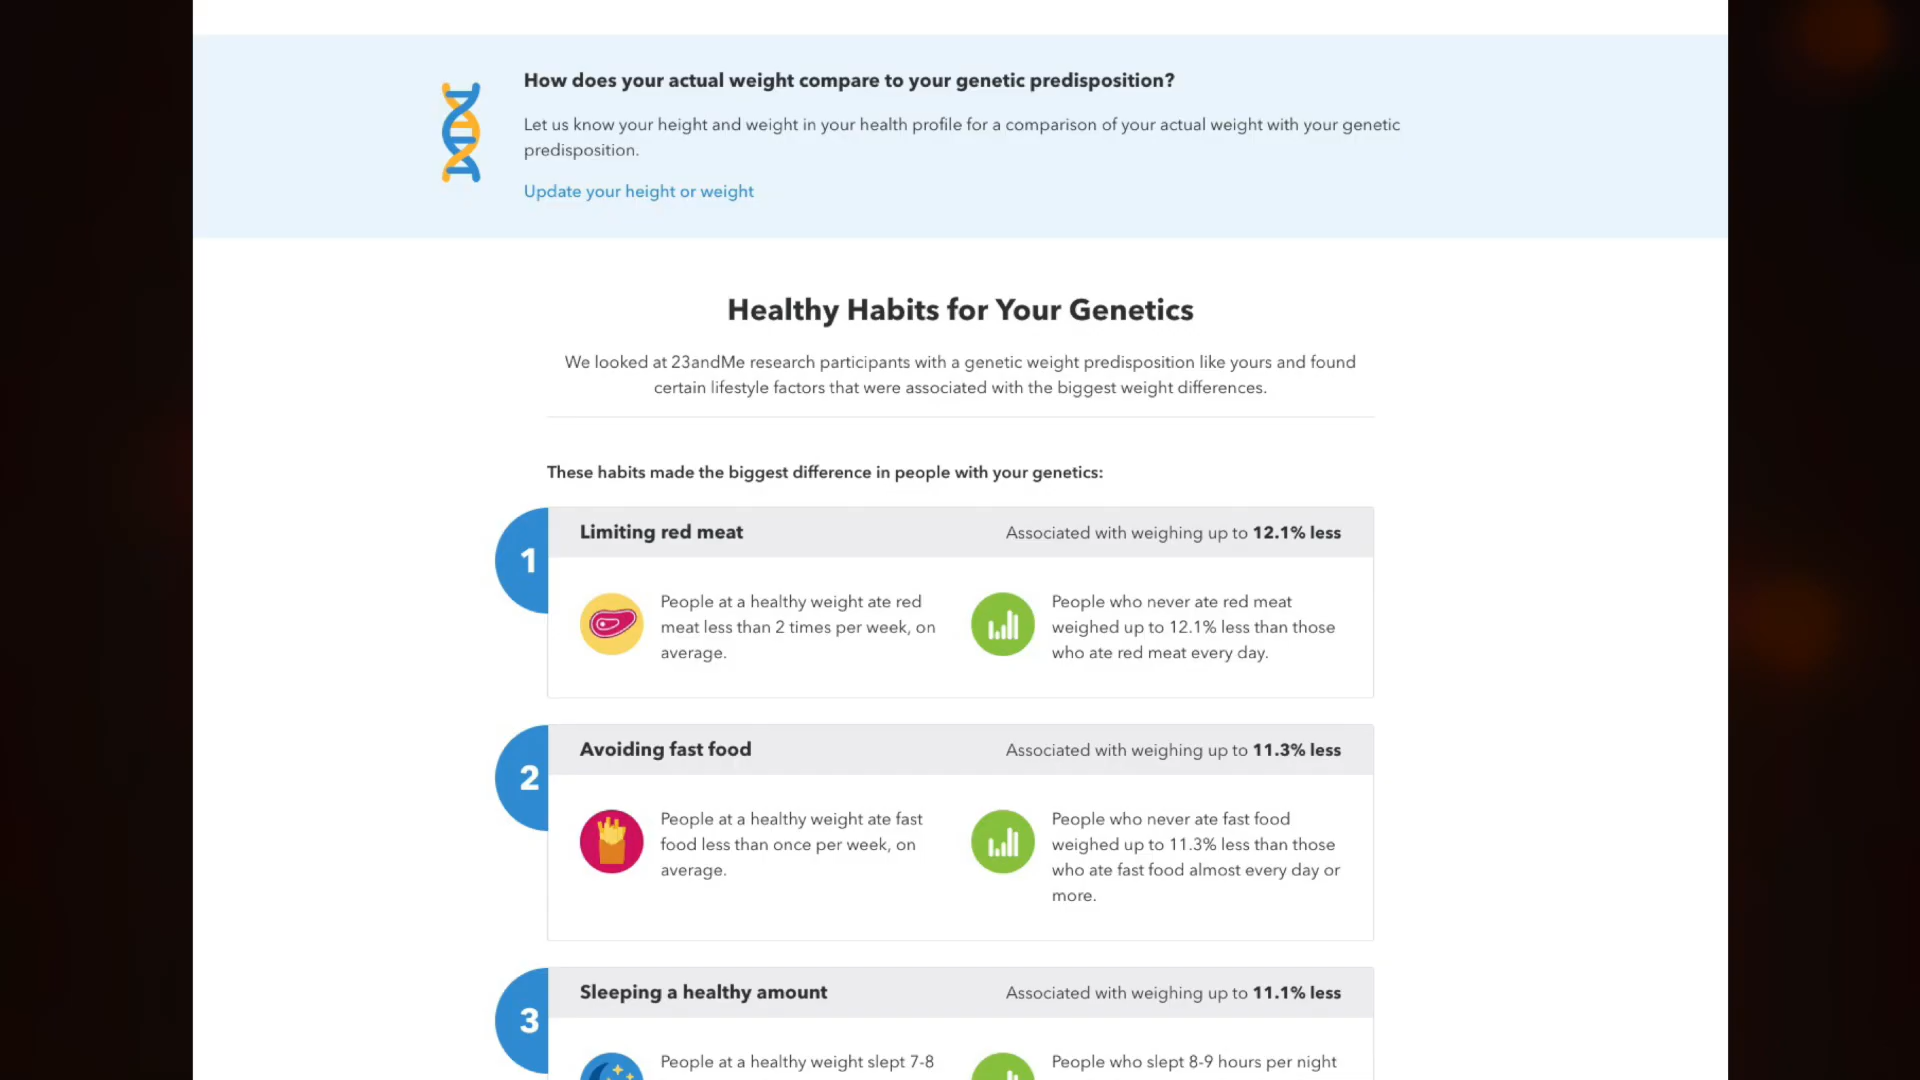 How does your actual weight compare to your genetic predisposition?
Let us know your height and weight in your health profile for a comparison of your actual weight with your genetic
predisposition.
Update your height or weight
Healthy Habits for Your Genetics
We looked at 23andMe research participants with a genetic weight predisposition like yours and found
certain lifestyle factors that were associated with the biggest weight differences.
These habits made the biggest difference in people with your genetics:
1
Limiting red meat
Associated with weighing up to 12.1% less
People at a healthy weight ate red
meat less than 2 times per week, on
average.
People who never ate red meat
weighed up to 12.1% less than those
who ate red meat every day.
2
Avoiding fast food
Associated with weighing up to 11.3% less
People at a healthy weight ate fast
food less than once per week, on
average.
People who never ate fast food
weighed up to 11.3% less than those
who ate fast food almost every day or
more.
3
Sleeping a healthy amount
Associated with weighing up to 11.1% less
People at a healthy weight slept 7-8
People who slept 8-9 hours per night